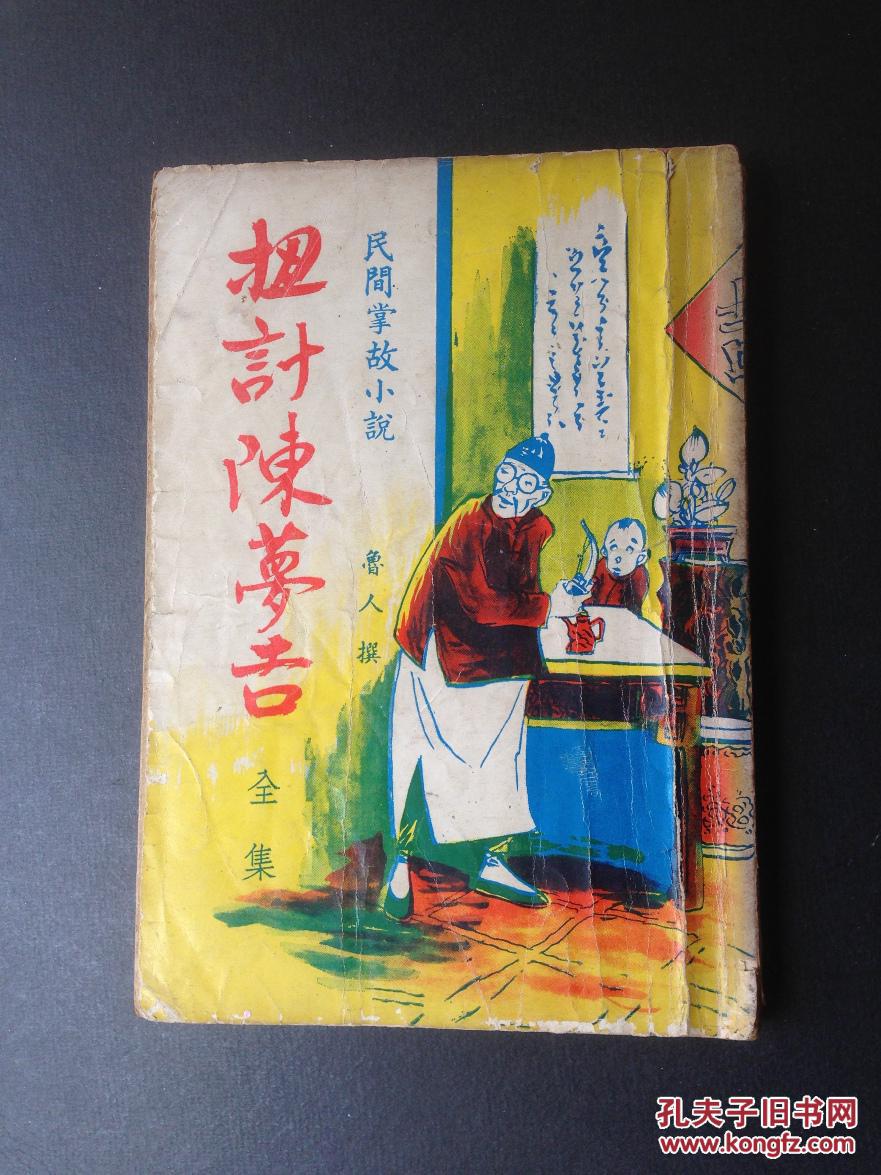 民間掌故小說
魯人撰
扭計陳夢吉
全集
孔夫子旧书网
www.kongfz.com